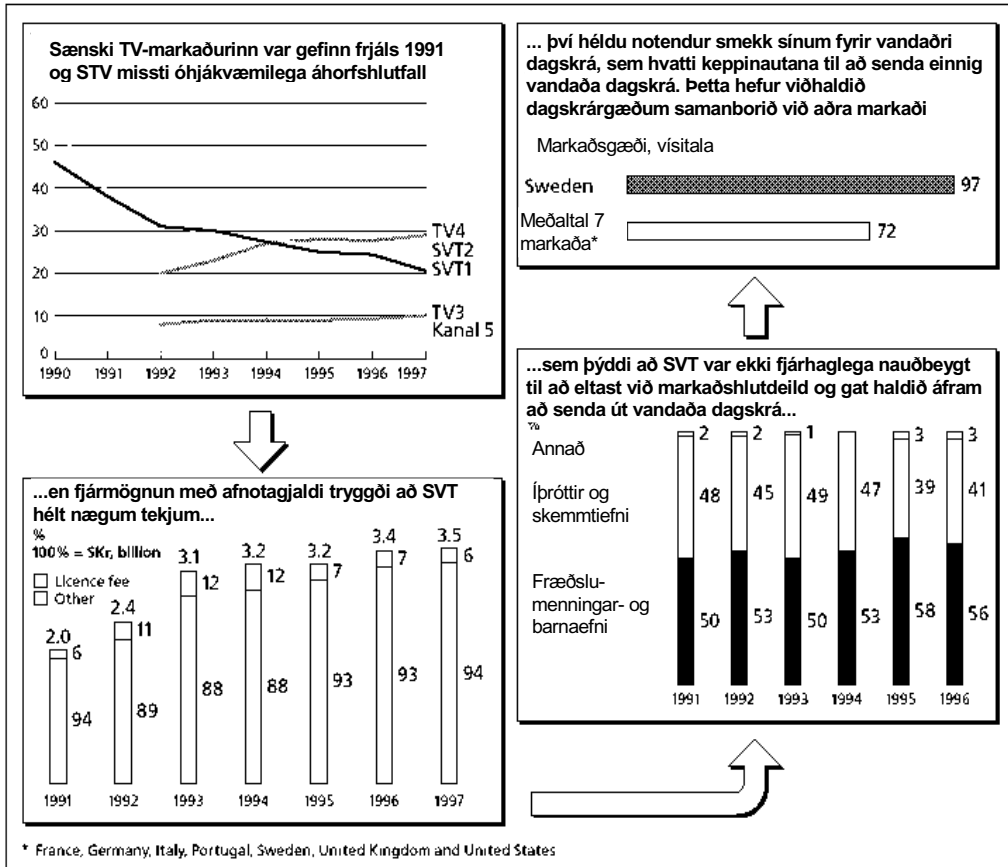 Sænski TV-markaðurinn var gefinn frjáls 1991
og STV missti óhjákvæmilega áhorfshlutfall
60
50
40
30
20
10
0
TV4
SVT2
SVT1
TV3
Kanal 5
1990 1991 1992 1993 1994 1995 1996 1997
...en fjármögnun með afnotagjaldi tryggði að SVT
hélt nægum tekjum...
%
100% = SKr, billion
Licence fee
Other
2.0 2.4 3.1 3.2 3.2 3.4 3.5
6 11 12 12 7 7 6
94 89 88 88 93 93 94
1991 1992 1993 1994 1995 1996 1997
...sem þýddi að SVT var ekki fjárhaglega nauðbeygt
til að eltast við markaðshlutdeild og gat haldið áfram
að senda út vandaða dagskrá...
%
Annað
2 2 1 3 3
Íþróttir og
skemmtiefni
48 45 49 47 39 41
Fræðslu-
menningar- og
barnaefni
50 53 50 53 58 56
1991 1992 1993 1994 1995 1996
... því héldu notendur smekk sínum fyrir vandaðri
dagskrá, sem hvatti keppinautana til að senda einnig
vandaða dagskrá. Þetta hefur viðhaldið
dagskrárgæðum samanborið við aðra markaði
Markaðsgæði, vísitala
Sweden 97
Meðaltal 7
markaða* 72
* France, Germany, Italy, Portugal, Sweden, United Kingdom and United States